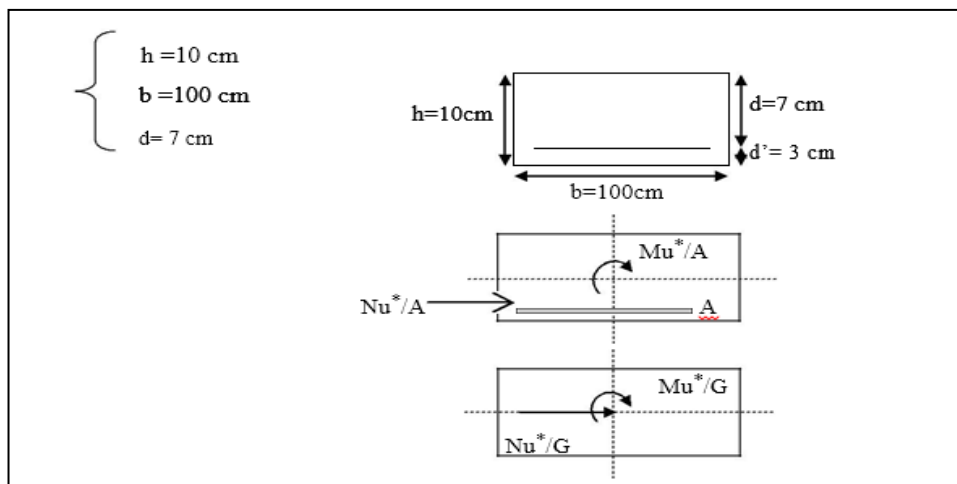 h =10 cm
b =100 cm
d= 7 cm
h=10cm
d=7 cm
d’= 3 cm
b=100cm
Mu*/A
Nu*/A
A
Mu*/G
Nu*/G